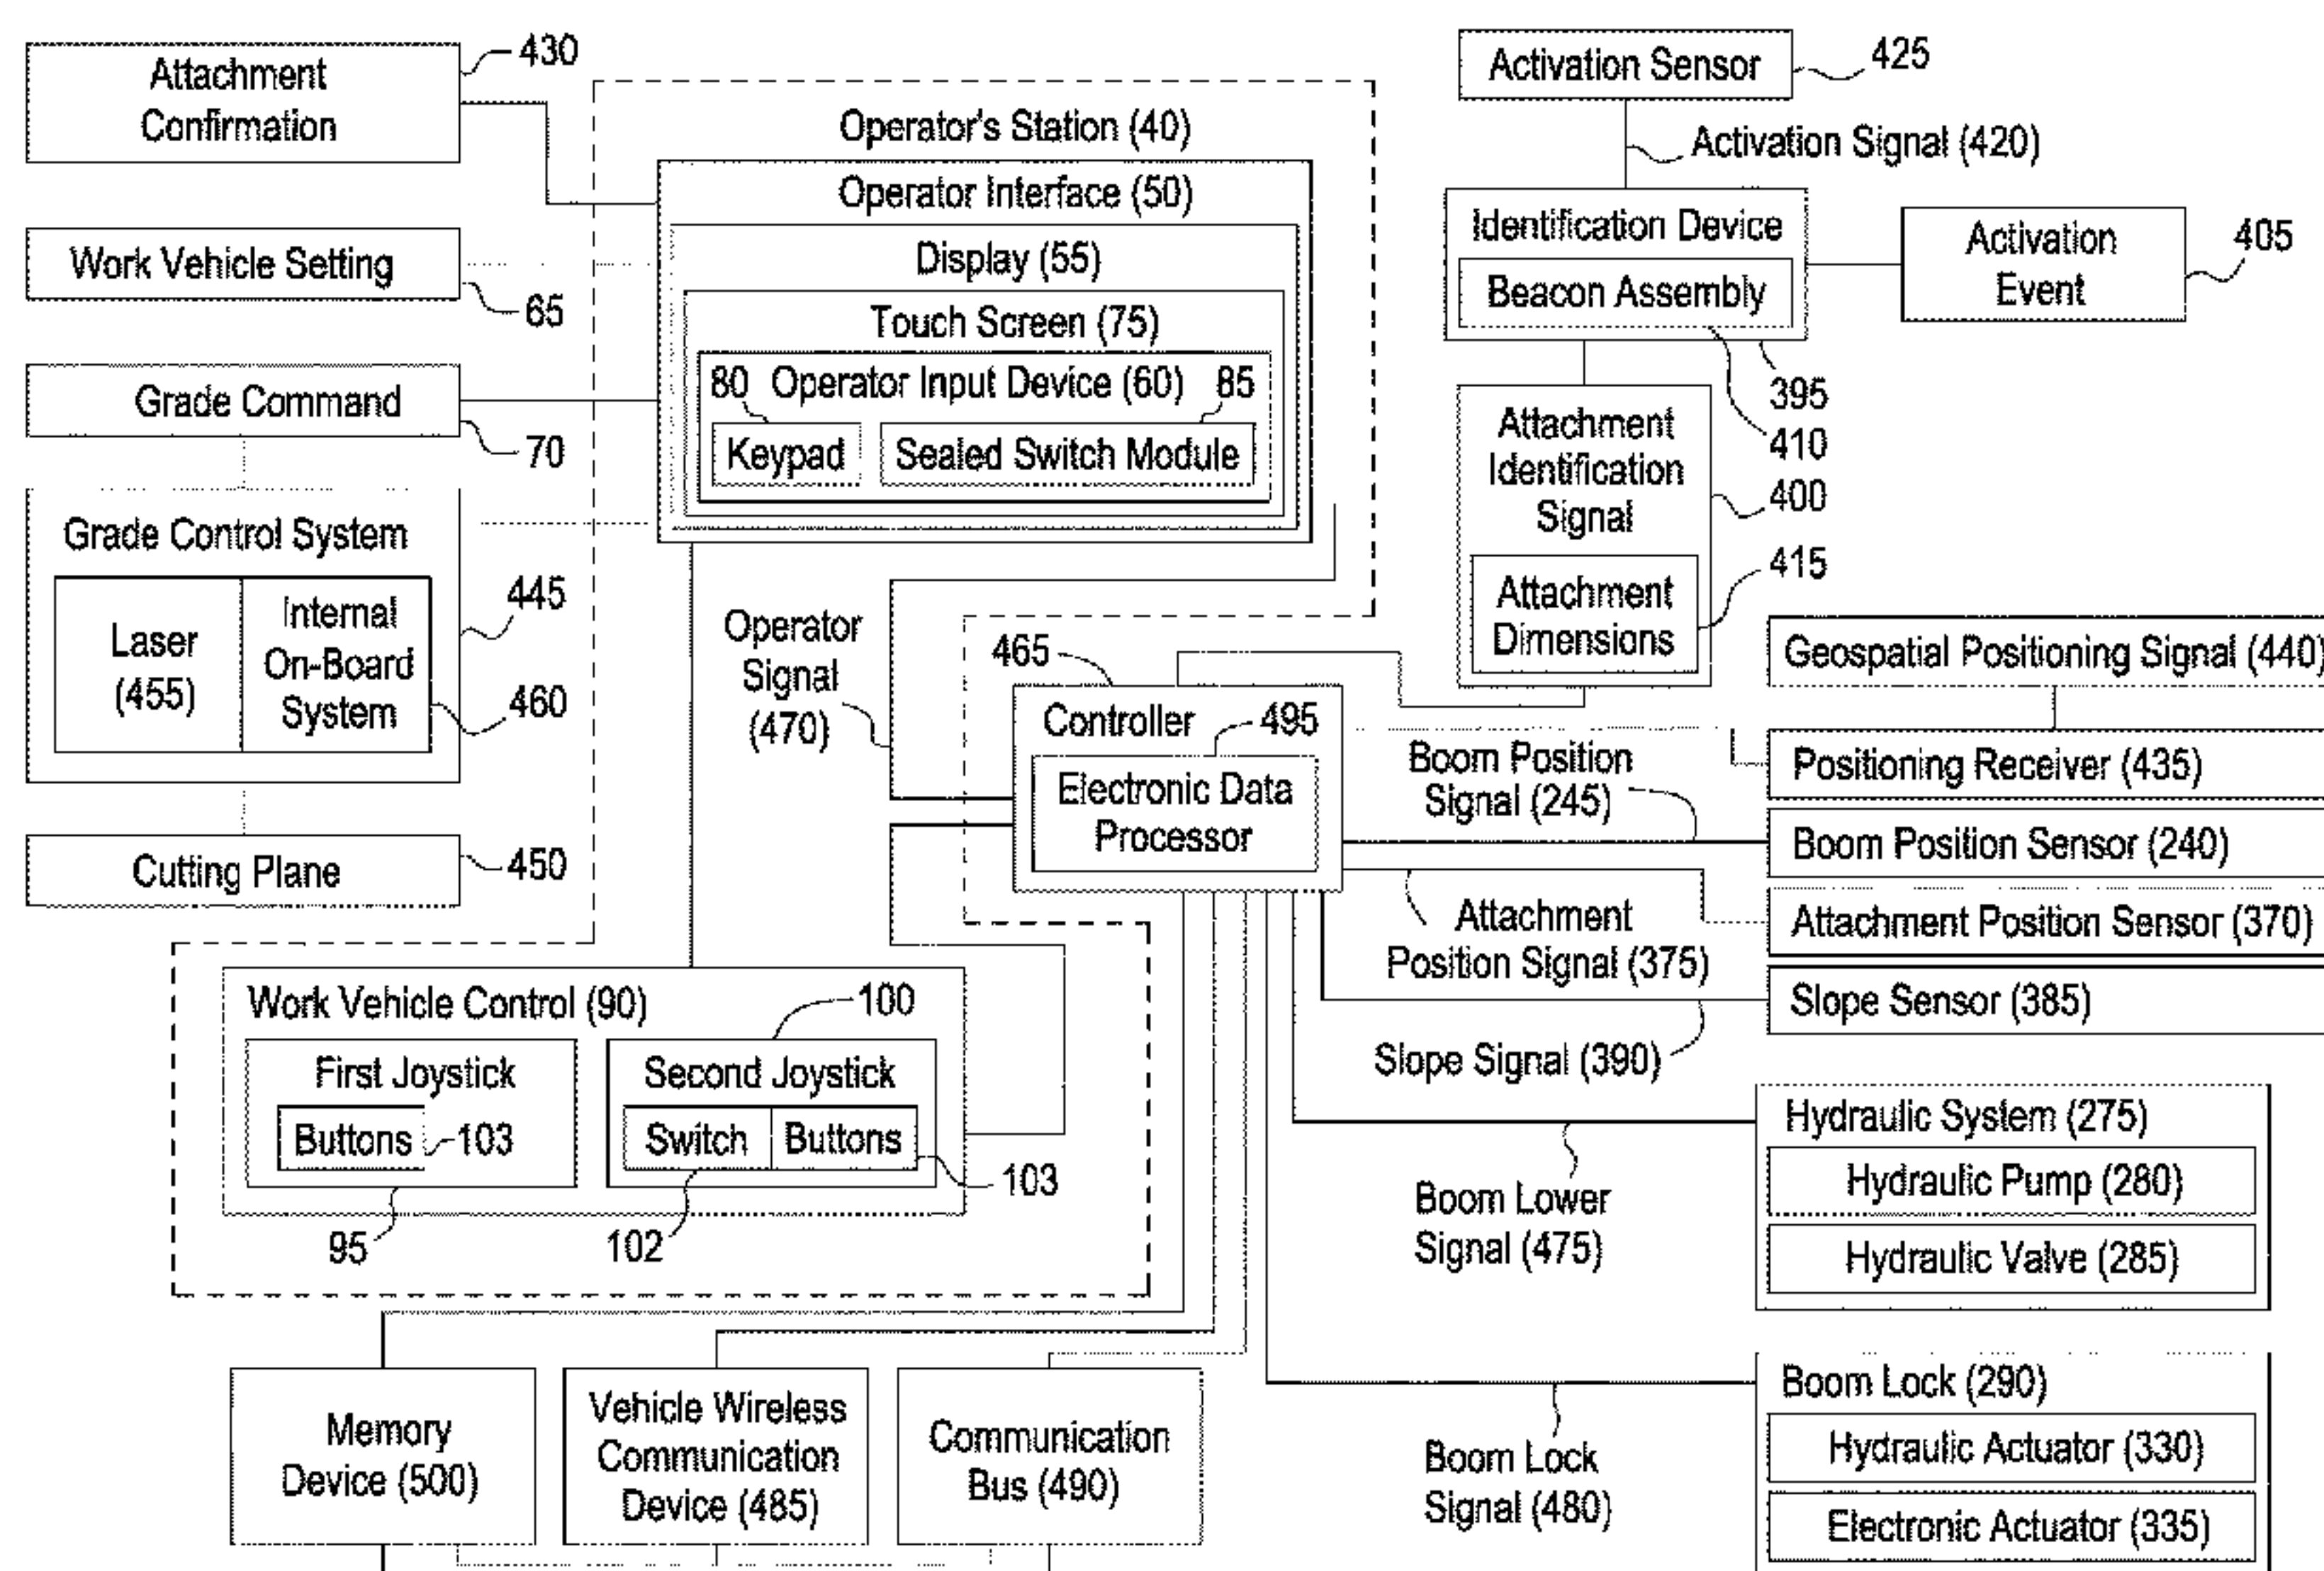 Attachment
Confirmation
430
Work Vehicle Setting
65
Grade Command
70
Grade Control System
Laser
(455)
Internal
On-Board
System
445
460
Cutting Plane
450
Operator's Station (40)
Operator Interface (50)
Display (55)
Touch Screen (75)
80 Operator Input Device (60) 85
Keypad
Sealed Switch Module
Activation Sensor
425
Activation Signal (420)
Identification Device
Beacon Assembly
Activation
Event
405
395
410
Attachment
Identification
Signal
400
Attachment
Dimensions
415
Operator
Signal
(470)
465
Controller
495
Electronic Data
Processor
Geospatial Positioning Signal (440)
Positioning Receiver (435)
Boom Position
Signal (245)
Boom Position Sensor (240)
Attachment
Position Signal (375)
Attachment Position Sensor (370)
Slope Sensor (385)
Slope Signal (390)
Work Vehicle Control (90)
100
First Joystick
Buttons
103
Second Joystick
Switch
Buttons
103
95
102
Boom Lower
Signal (475)
Hydraulic System (275)
Hydraulic Pump (280)
Hydraulic Valve (285)
Memory
Device (500)
Vehicle Wireless
Communication
Device (485)
Communication
Bus (490)
Boom Lock
Signal (480)
Boom Lock (290)
Hydraulic Actuator (330)
Electronic Actuator (335)